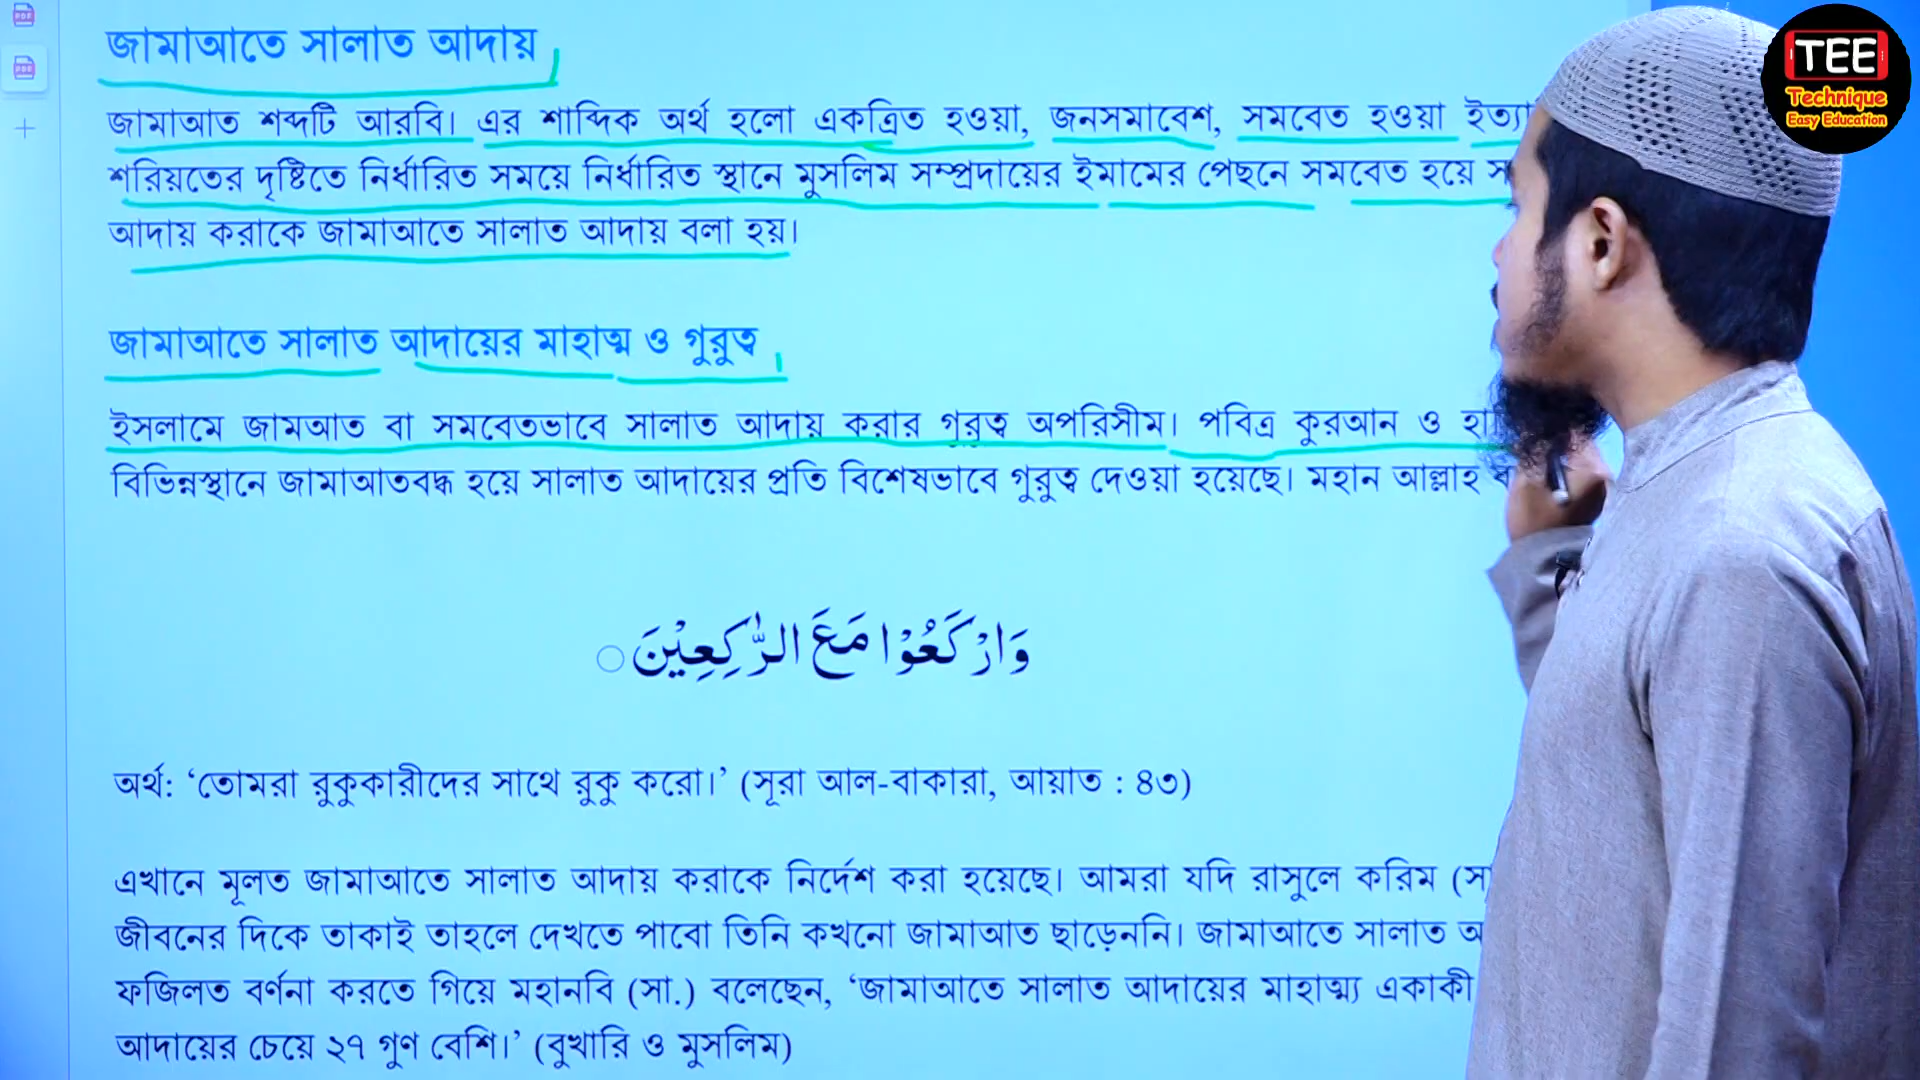 জামাআতে সালাত আদায়
জামাআত শব্দটি আরবি। এর শাব্দিক অর্থ হলো একত্রিত হওয়া, জনসমাবেশ, সমবেত হওয়া
শরিয়তের দৃষ্টিতে নির্ধারিত সময়ে নির্ধারিত স্থানে মুসলিম সম্প্রদায়ের ইমামের পেছনে সমবেত হয়ে
আদায় করাকে জামাআতে সালাত আদায় বলা হয়।
জামাআতে সালাত আদায়ের মাহাত্ম ও গুরুত্ব
ইসলামে জামআত বা সমবেতভাবে সালাত আদায় করার গুরুত্ব অপরিসীম। পবিত্র কুরআন ও
বিভিন্নস্থানে জামাআতবদ্ধ হয়ে সালাত আদায়ের প্রতি বিশেষভাবে গুরুত্ব দেওয়া হয়েছে। মহান আল্লাহ
وَارْكَعُوْا مَعَ الرّٰكِعِيْنَ ○
অর্থ: ‘তোমরা রুকুকারীদের সাথে রুকু করো।’ (সূরা আল-বাকারা, আয়াত : ৪৩)
এখানে মূলত জামাআতে সালাত আদায় করাকে নির্দেশ করা হয়েছে। আমরা যদি রাসুলে করিম
জীবনের দিকে তাকাই তাহলে দেখতে পাবো তিনি কখনো জামাআত ছাড়েননি। জামাআতে সালাত
ফজিলত বর্ণনা করতে গিয়ে মহানবি (সা.) বলেছেন, ‘জামাআতে সালাত আদায়ের মাহাত্ম্য একাকী
আদায়ের চেয়ে ২৭ গুণ বেশি।’ (বুখারি ও মুসলিম)
TEE
Technique
Easy Education